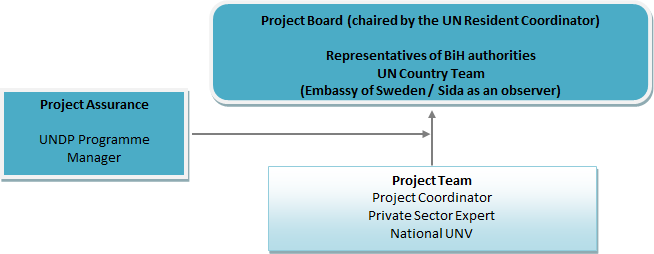 Project Board (chaired by the UN Resident Coordinator)
Representatives of BiH authorities
UN Country Team
(Embassy of Sweden / Sida as an observer)
Project Assurance
UNDP Programme
Manager
Project Team
Project Coordinator
Private Sector Expert
National UNV